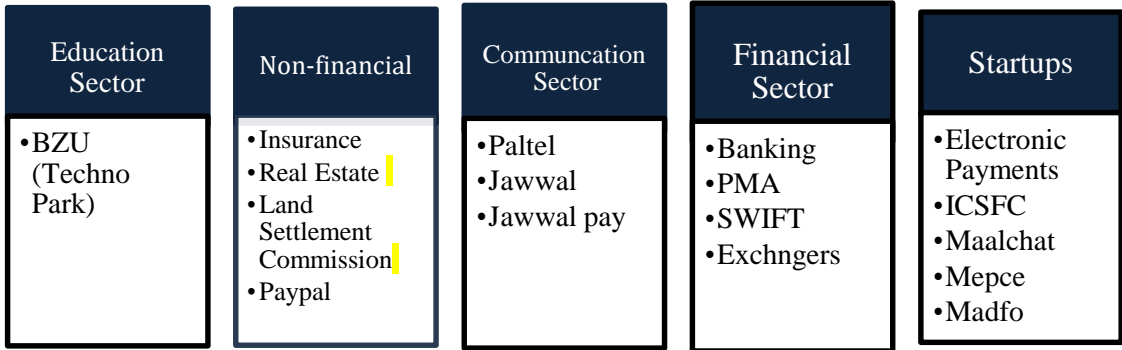 Education
Sector
•BZU
(Techno
Park)
Non-financial
•Insurance
•Real Estate
•Land
Settlement
Commission
•Paypal
Communcation
Sector
•Paltel
•Jawwal
•Jawwal pay
Financial
Sector
•Banking
•PMA
•SWIFT
•Exchngers
Startups
•Electronic
Payments
•ICSFC
•Maalchat
•Mepce
•Madfo